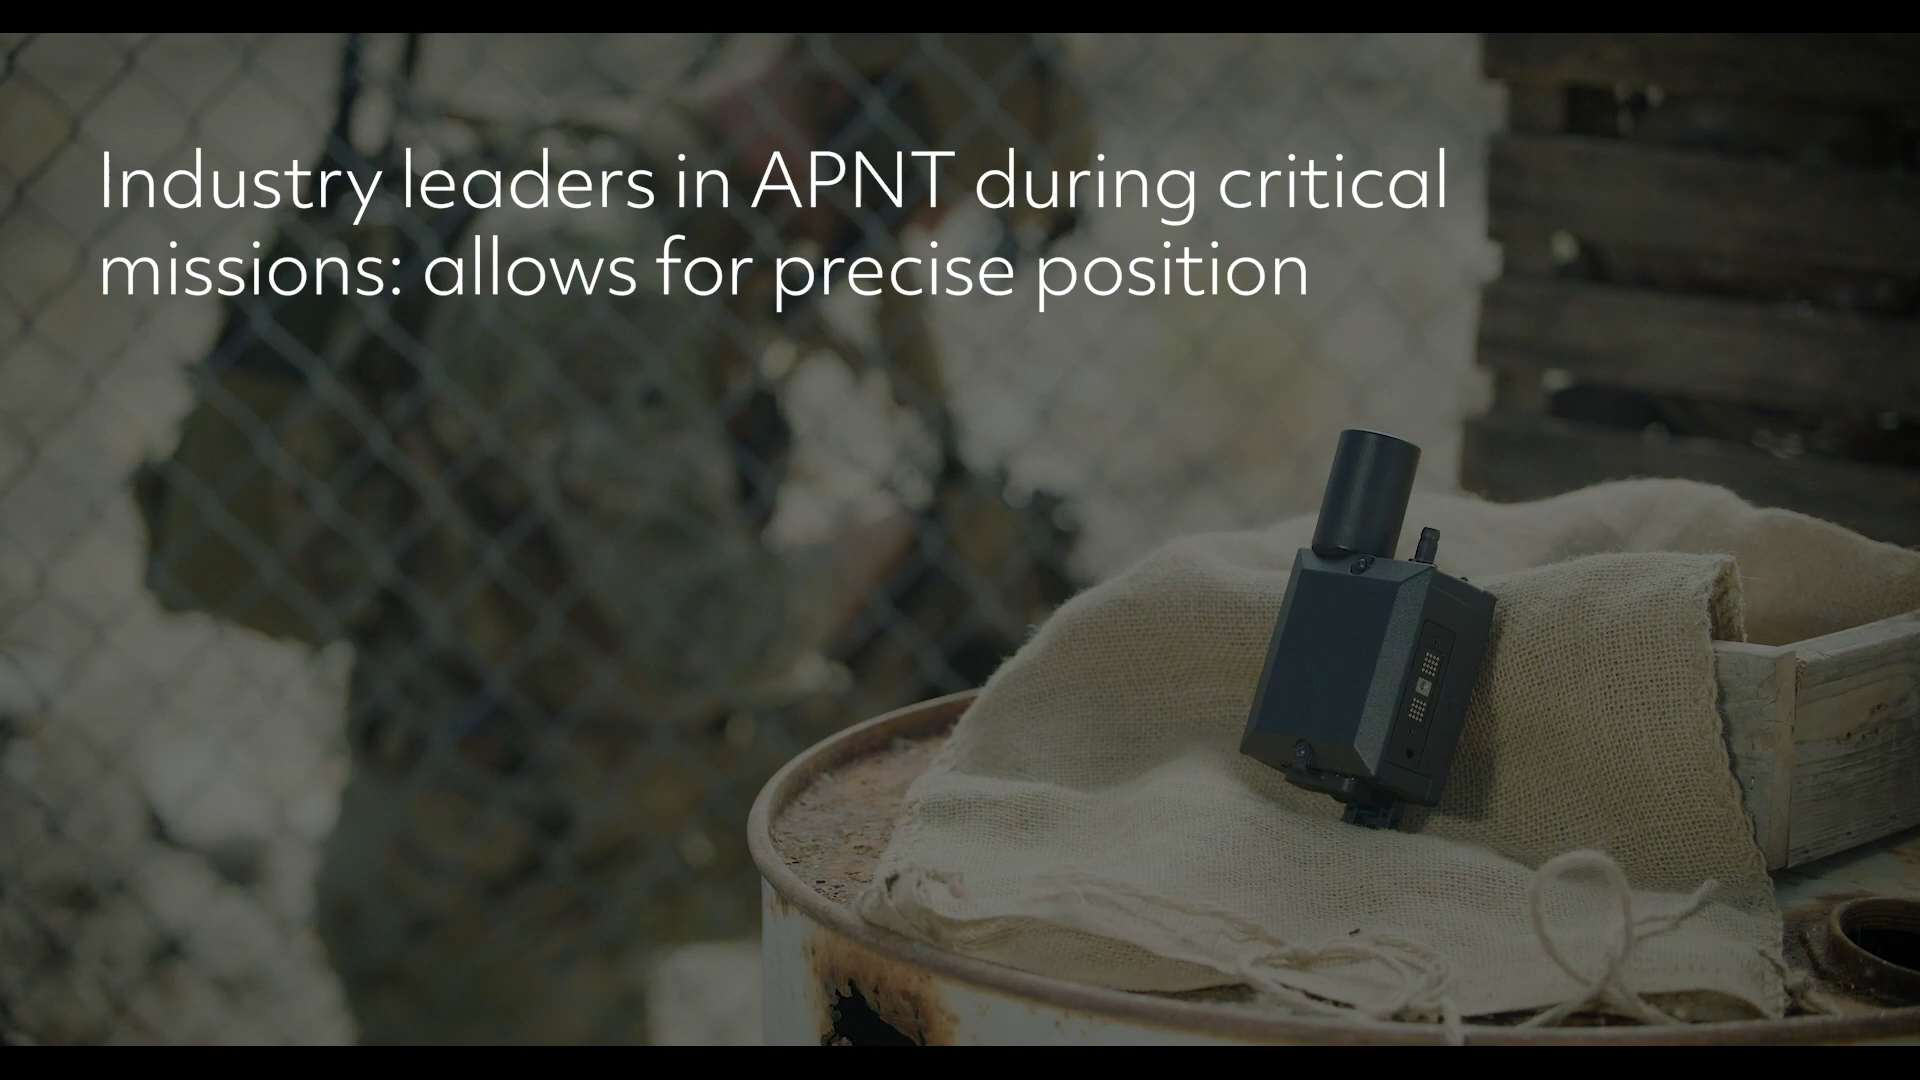 Industry leaders in APNT during critical
missions: allows for precise position